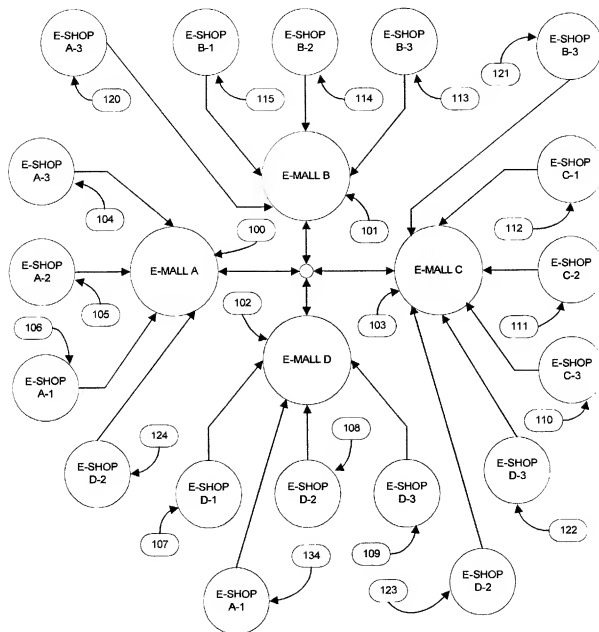 E-SHOP
A-3
E-SHOP
B-1
E-SHOP
B-2
E-SHOP
B-3
E-SHOP
B-3
120
115
114
113
121
E-SHOP
A-3
E-MALL B
E-SHOP
C-1
104
100
101
112
E-SHOP
A-2
E-MALL A
E-MALL C
E-SHOP
C-2
105
102
103
111
106
E-MALL D
E-SHOP
A-1
E-SHOP
C-3
110
124
108
E-SHOP
D-2
E-SHOP
D-1
E-SHOP
D-2
E-SHOP
D-3
E-SHOP
D-3
107
134
109
122
E-SHOP
A-1
123
E-SHOP
D-2